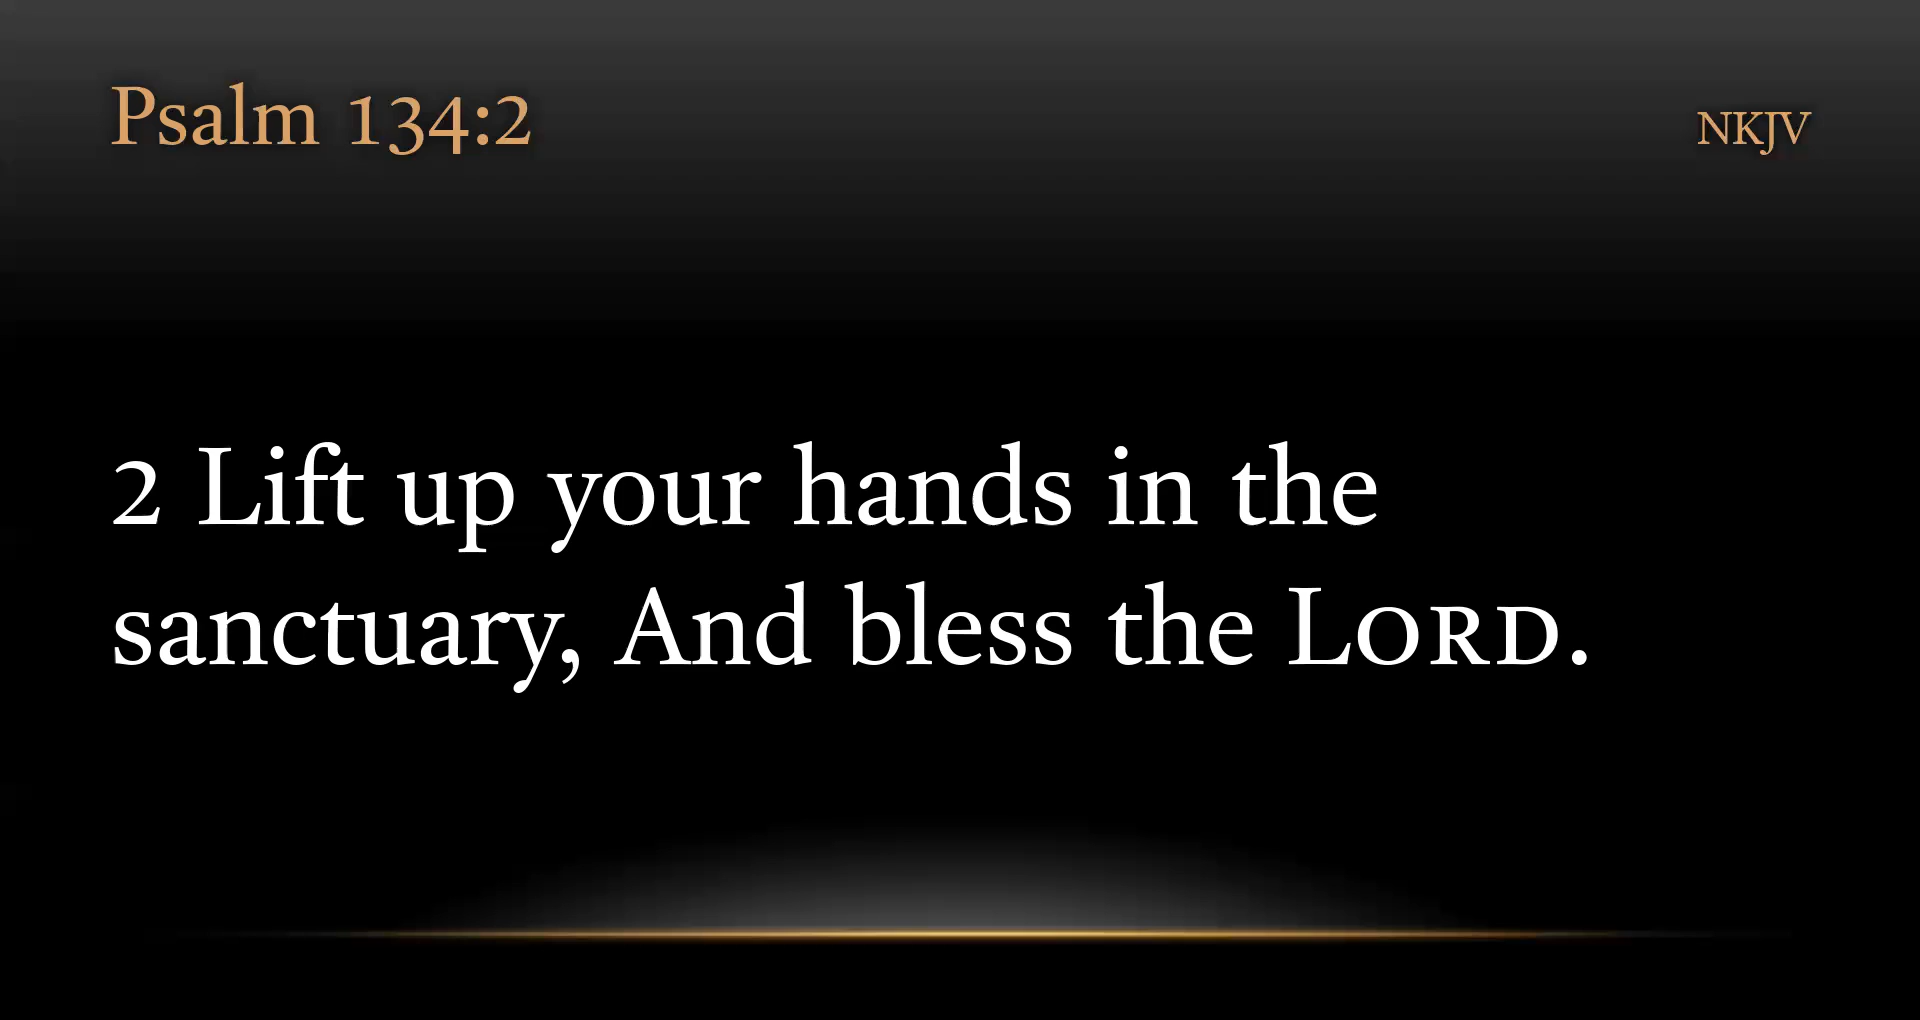 Psalm 134:2
NKJV
2 Lift up your hands in the
sanctuary, And bless the LORD.